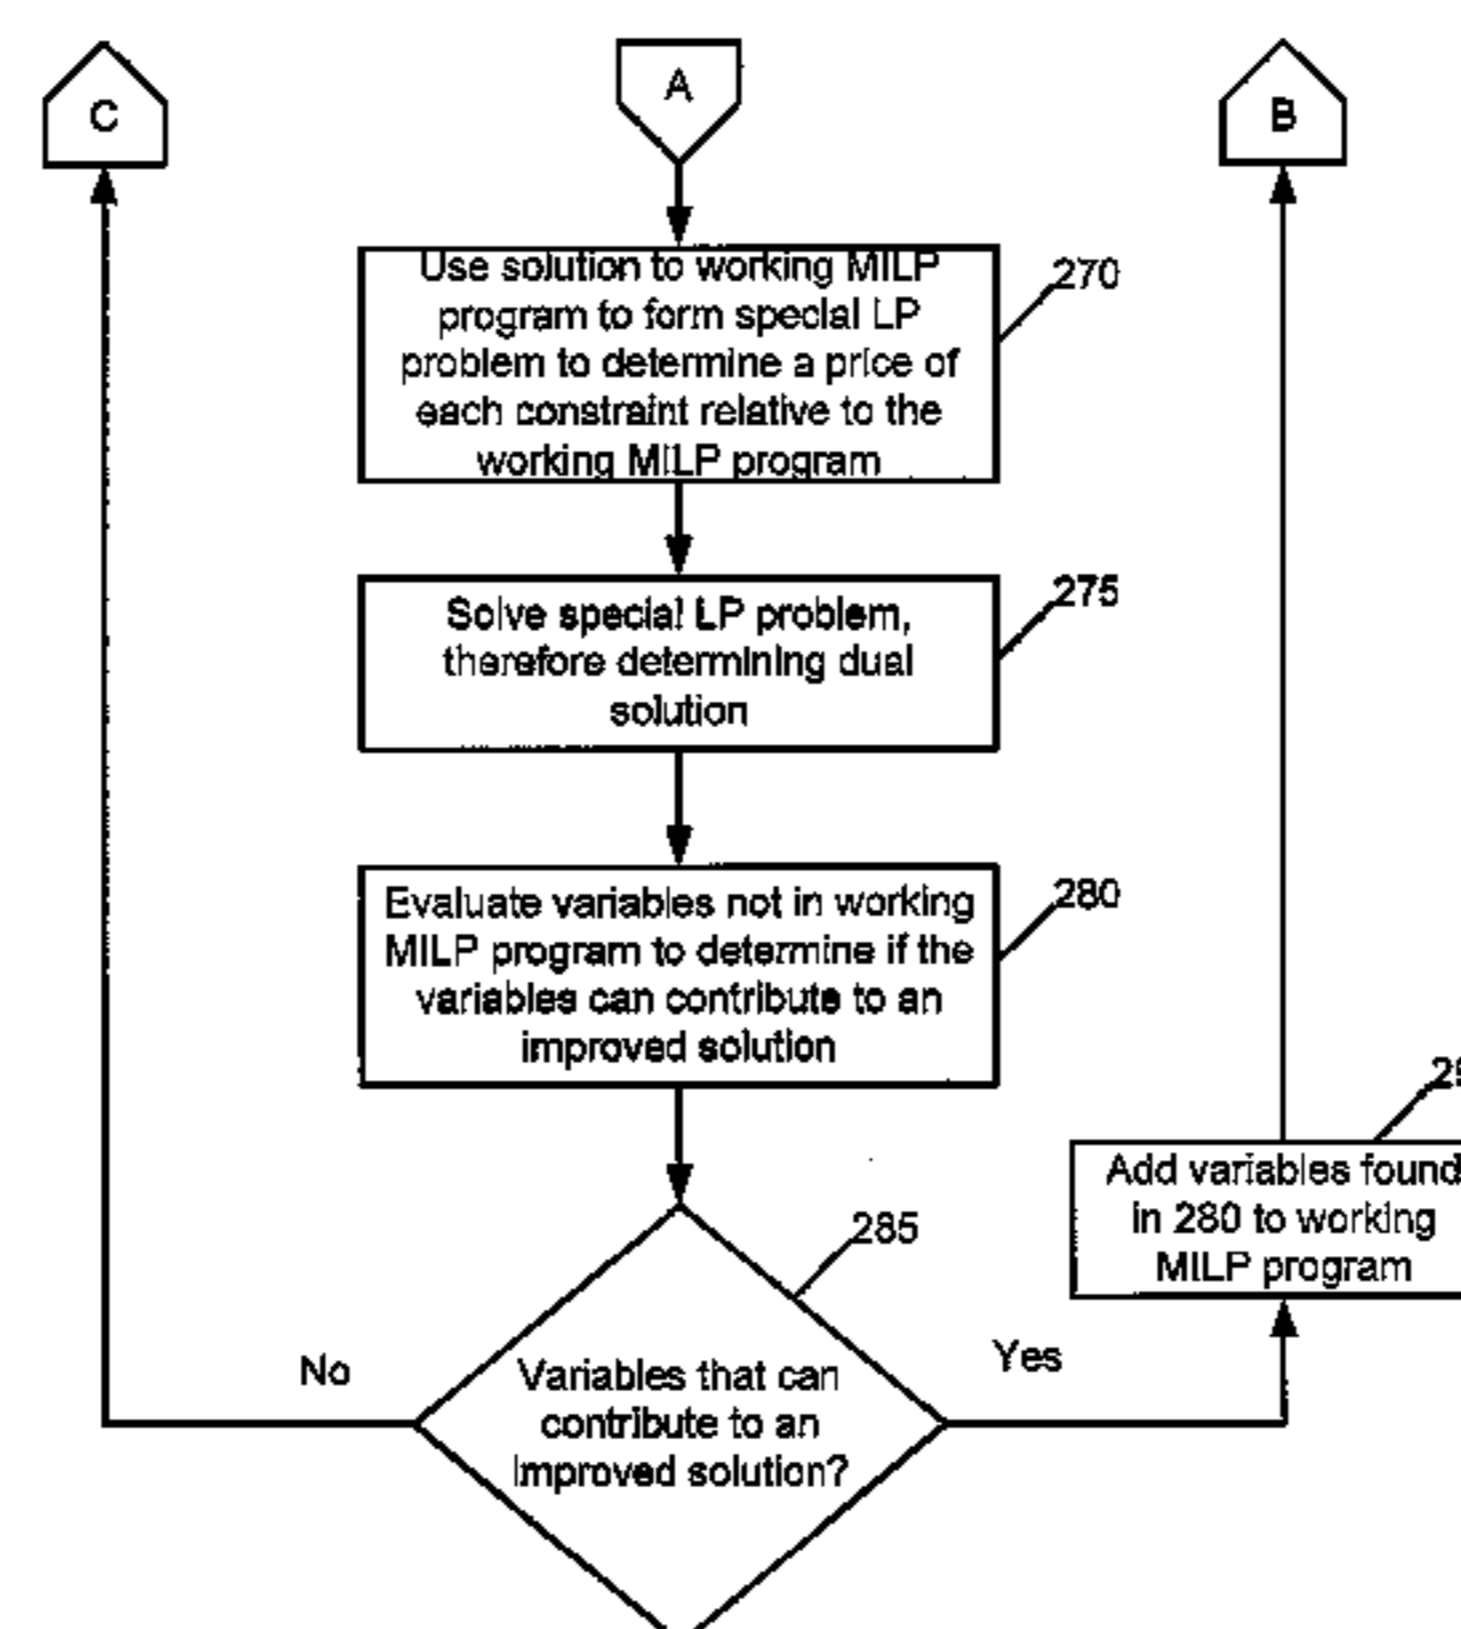 C
A
B
Use solution to working MILP
program to form special LP
problem to determine a price of
each constraint relative to the
working MILP program
270
Solve special LP problem,
therefore determining dual
solution
275
Evaluate variables not in working
MILP program to determine if the
variables can contribute to an
improved solution
280
Add variables found
in 280 to working
MILP program
285
No
Yes
Variables that can
contribute to an
improved solution?